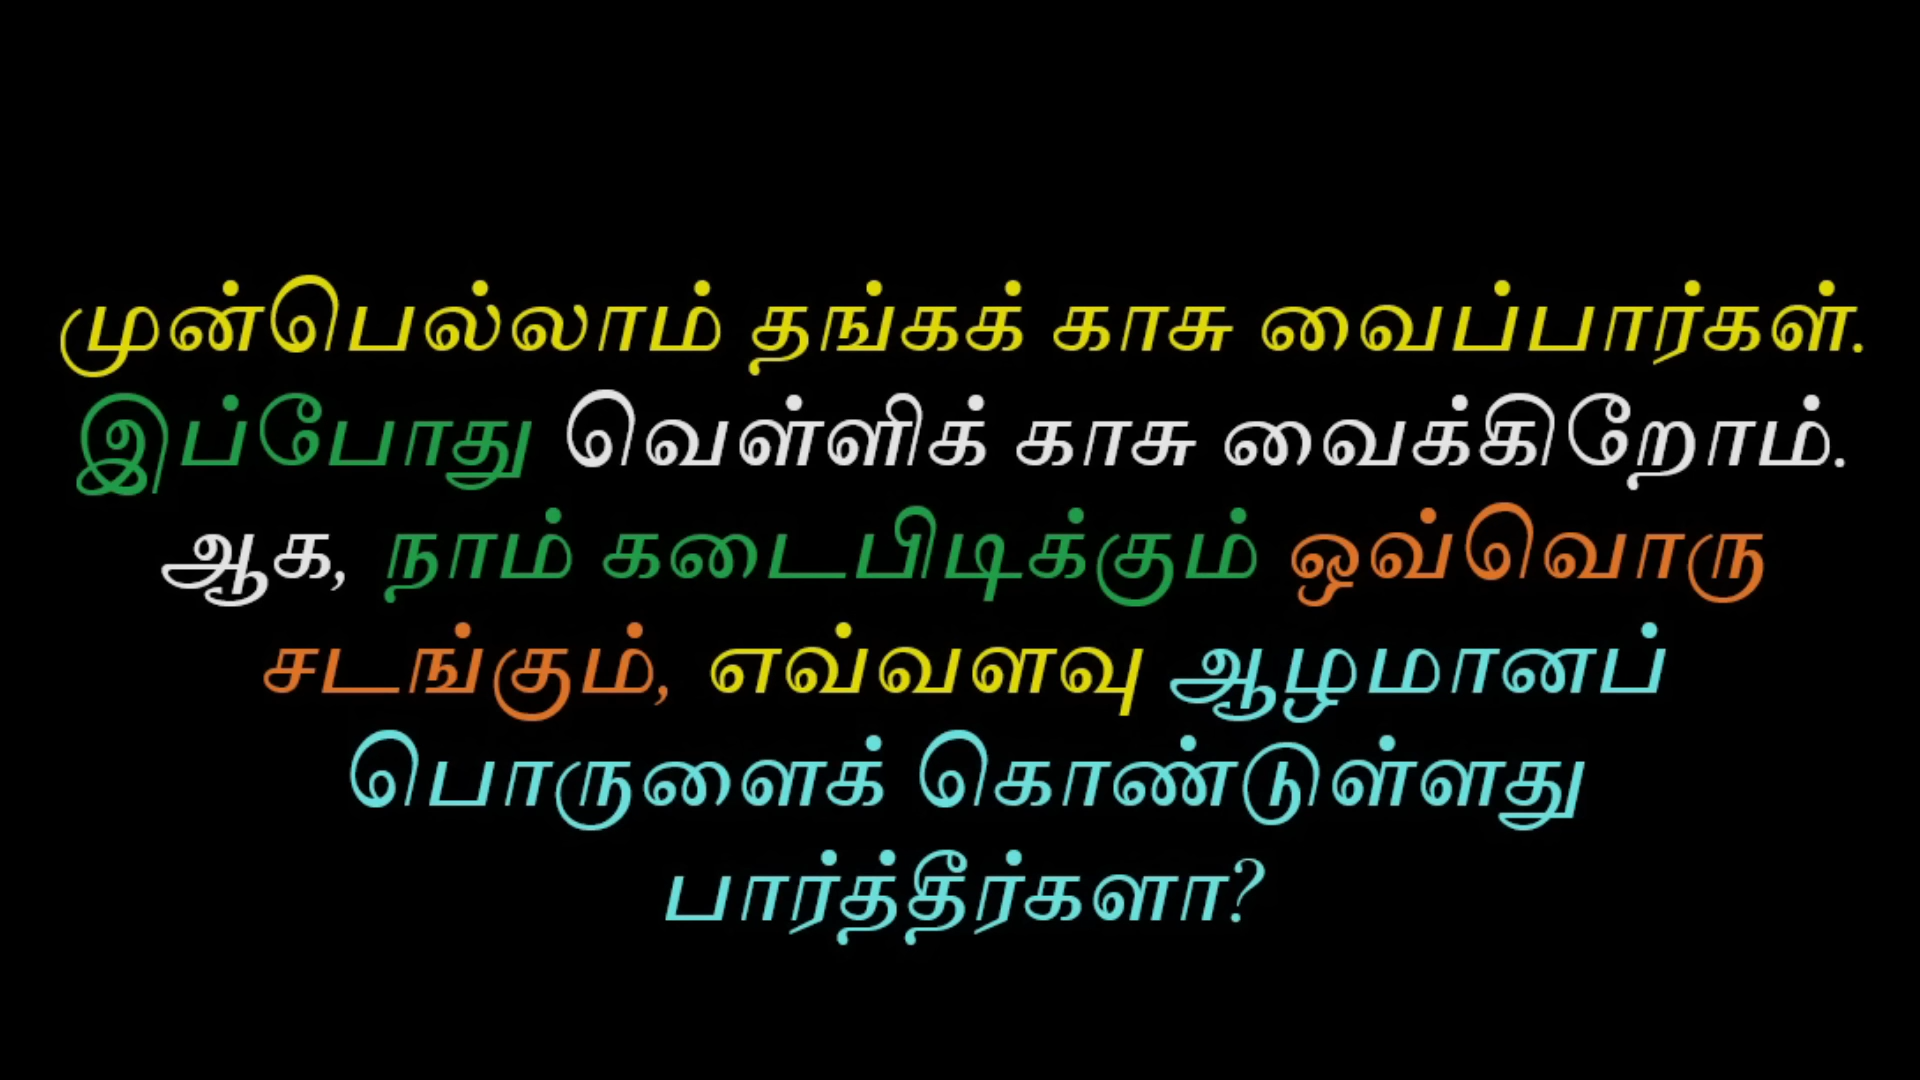 முன்பெல்லாம் தங்கக் காசு வைப்பார்கள்.
இப்போது வெள்ளிக் காசு வைக்கிறோம்.
ஆக, நாம் கடைபிடிக்கும் ஒவ்வொரு
சடங்கும், எவ்வளவு ஆழமானப்
பொருளைக் கொண்டுள்ளது
பார்த்தீர்களா?